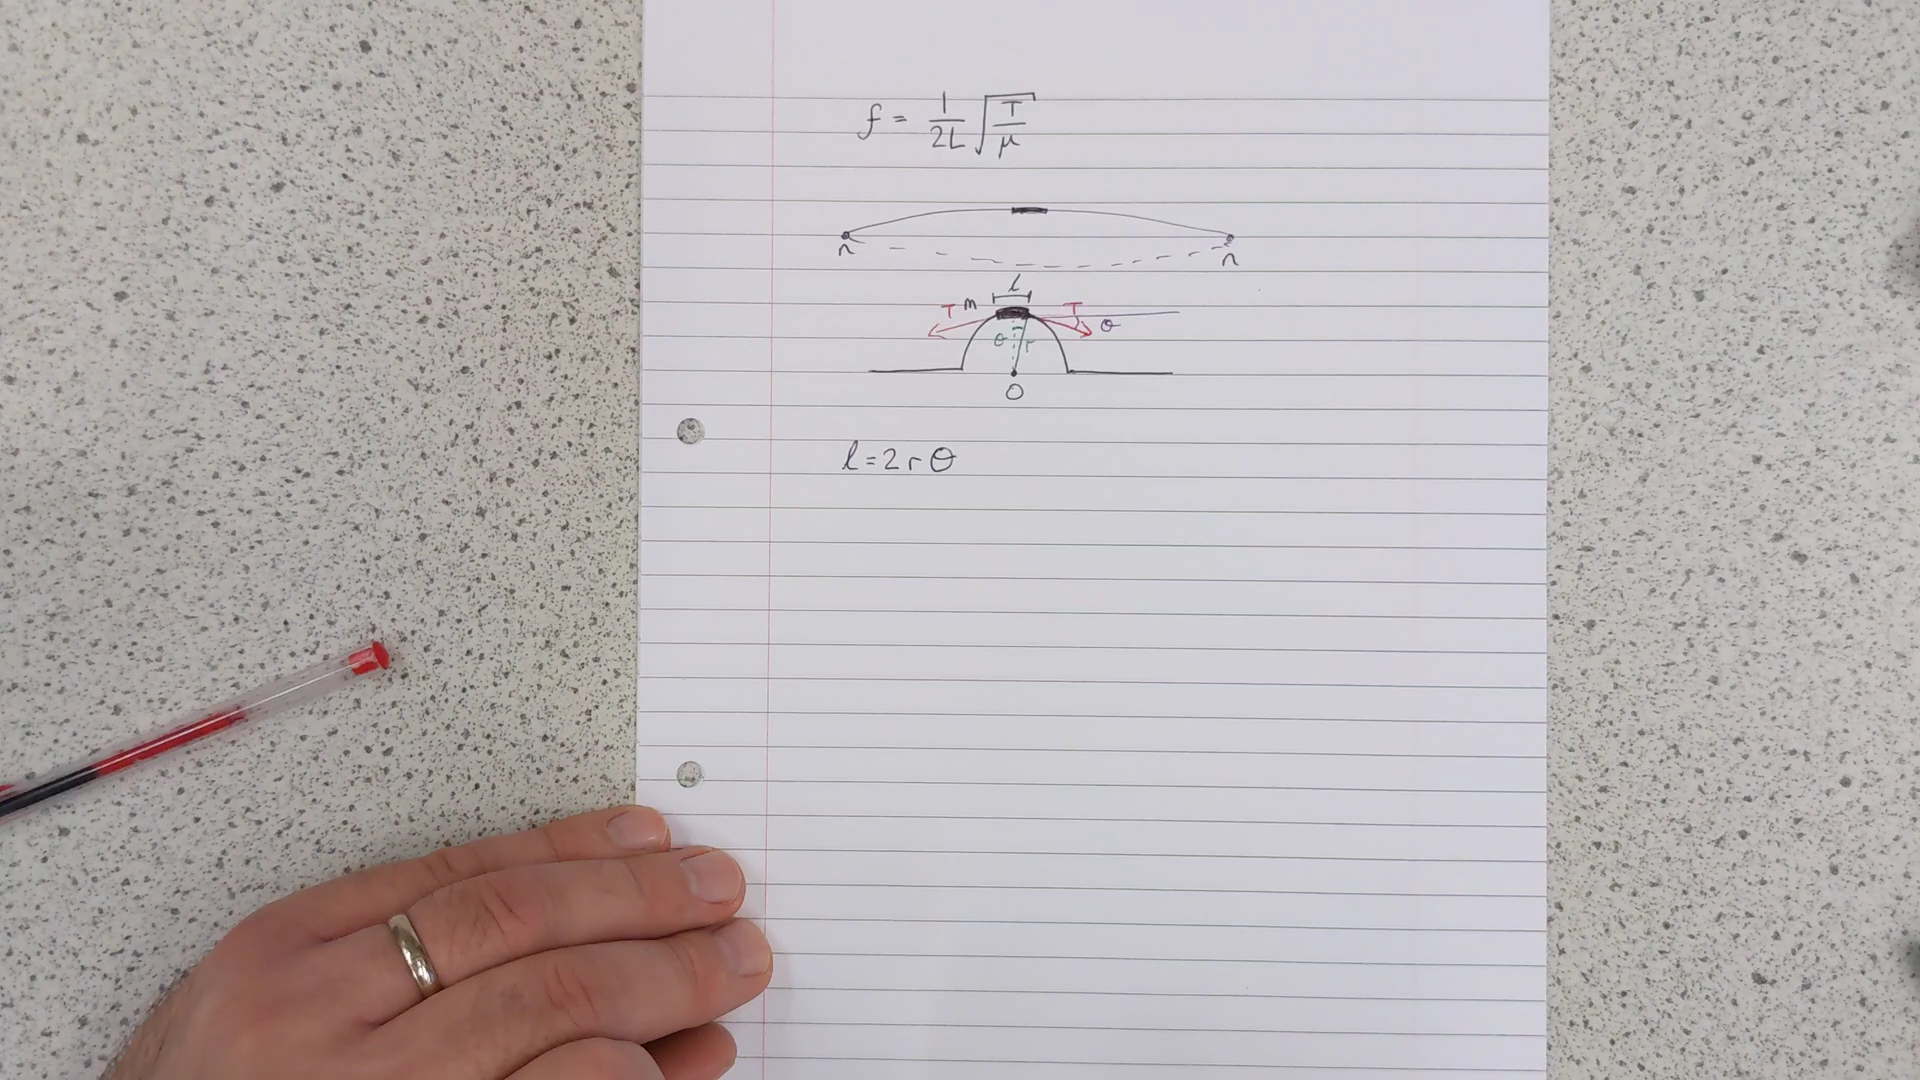 f = 1/2L √T/μ
n n
l
T m T θ
θ r
O
l = 2rθ